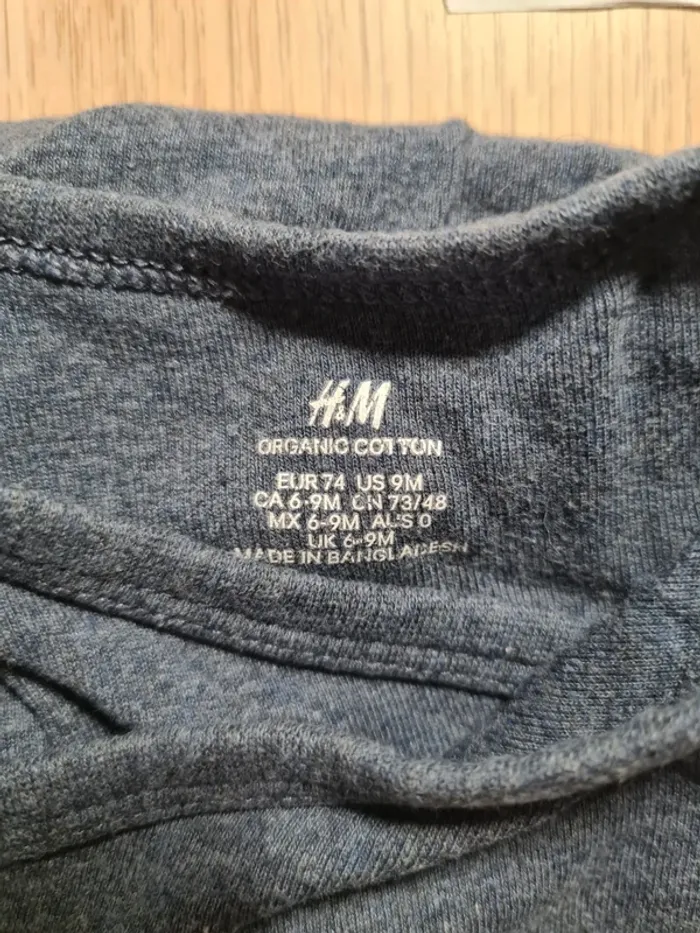 H&M
ORGANIC COTTON
EUR 74 US 9M
CA 6-9M CN 73/48
MX 6-9M AUS 0
UK 6-9M
MADE IN BANGLADESH